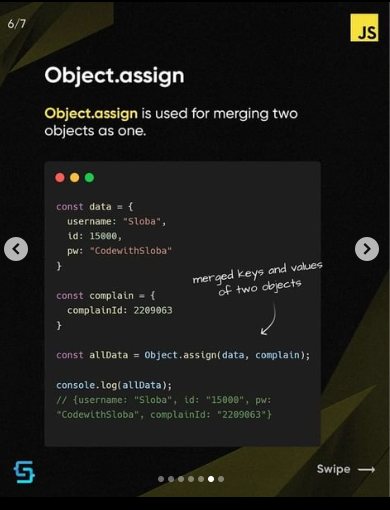 6/7
JS
Object.assign
Object.assign is used for merging two
objects as one.
const data = {
username: "Sloba",
id: 15000,
pw: "CodewithSloba"
}
merged keys and values
of two objects
const complain = {
complainId: 2209063
}
const allData = Object.assign(data, complain);
console.log(allData);
// {username: "Sloba", id: "15000", pw:
"CodewithSloba", complainId: "2209063"}
Swipe